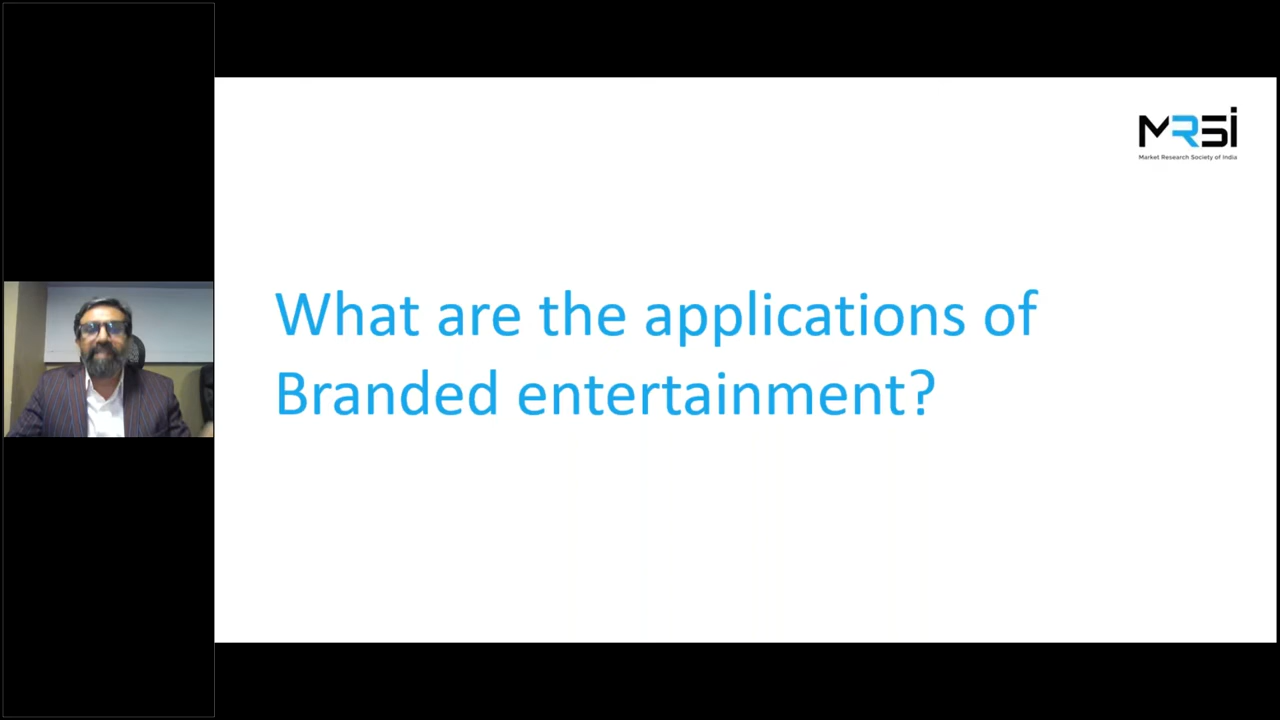 MRSI
Market Research Society of India
What are the applications of
Branded entertainment?